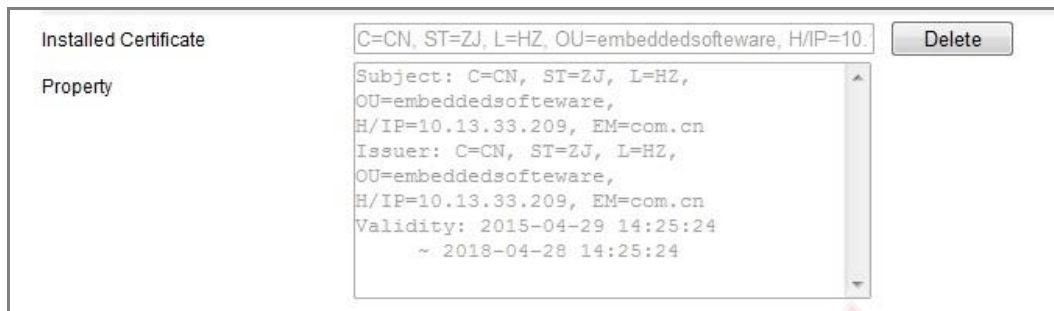 Installed Certificate
C=CN, ST=ZJ, L=HZ, OU=embeddedsofteware, H/IP=10.
Delete
Property
Subject: C=CN, ST=ZJ, L=HZ,
OU=embeddedsofteware,
H/IP=10.13.33.209, EM=com.cn
Issuer: C=CN, ST=ZJ, L=HZ,
OU=embeddedsofteware,
H/IP=10.13.33.209, EM=com.cn
Validity: 2015-04-29 14:25:24
~ 2018-04-28 14:25:24